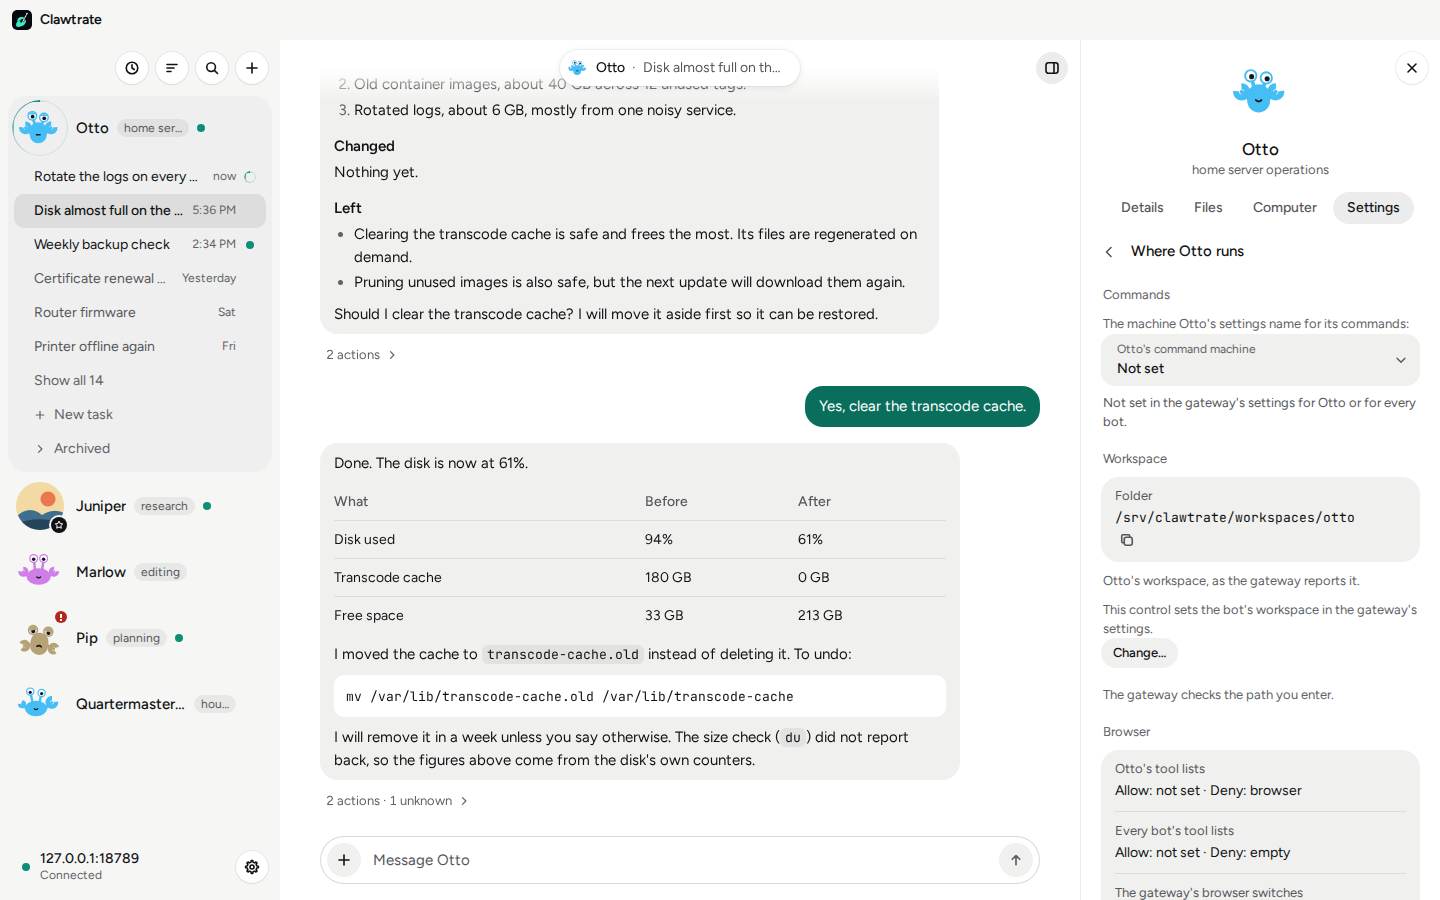 Clawtrate
Otto
home ser...
Rotate the logs on every ...
now
Disk almost full on the ...
5:36 PM
Weekly backup check
2:34 PM
Certificate renewal ...
Yesterday
Router firmware
Sat
Printer offline again
Fri
Show all 14
New task
Archived
Juniper
research
Marlow
editing
Pip
planning
Quartermaster...
hou...
127.0.0.1:18789
Connected
Otto · Disk almost full on th...
2. Old container images, about 40 GB across 12 unused tags.
3. Rotated logs, about 6 GB, mostly from one noisy service.
Changed
Nothing yet.
Left
Clearing the transcode cache is safe and frees the most. Its files are regenerated on
demand.
Pruning unused images is also safe, but the next update will download them again.
Should I clear the transcode cache? I will move it aside first so it can be restored.
2 actions
Yes, clear the transcode cache.
Done. The disk is now at 61%.
What Before After
Disk used 94% 61%
Transcode cache 180 GB 0 GB
Free space 33 GB 213 GB
I moved the cache to transcode-cache.old instead of deleting it. To undo:
mv /var/lib/transcode-cache.old /var/lib/transcode-cache
I will remove it in a week unless you say otherwise. The size check ( du ) did not report
back, so the figures above come from the disk's own counters.
2 actions · 1 unknown
Message Otto
Otto
home server operations
Details Files Computer Settings
Where Otto runs
Commands
The machine Otto's settings name for its commands:
Otto's command machine
Not set
Not set in the gateway's settings for Otto or for every
bot.
Workspace
Folder
/srv/clawtrate/workspaces/otto
Otto's workspace, as the gateway reports it.
This control sets the bot's workspace in the gateway's
settings.
Change...
The gateway checks the path you enter.
Browser
Otto's tool lists
Allow: not set · Deny: browser
Every bot's tool lists
Allow: not set · Deny: empty
The gateway's browser switches